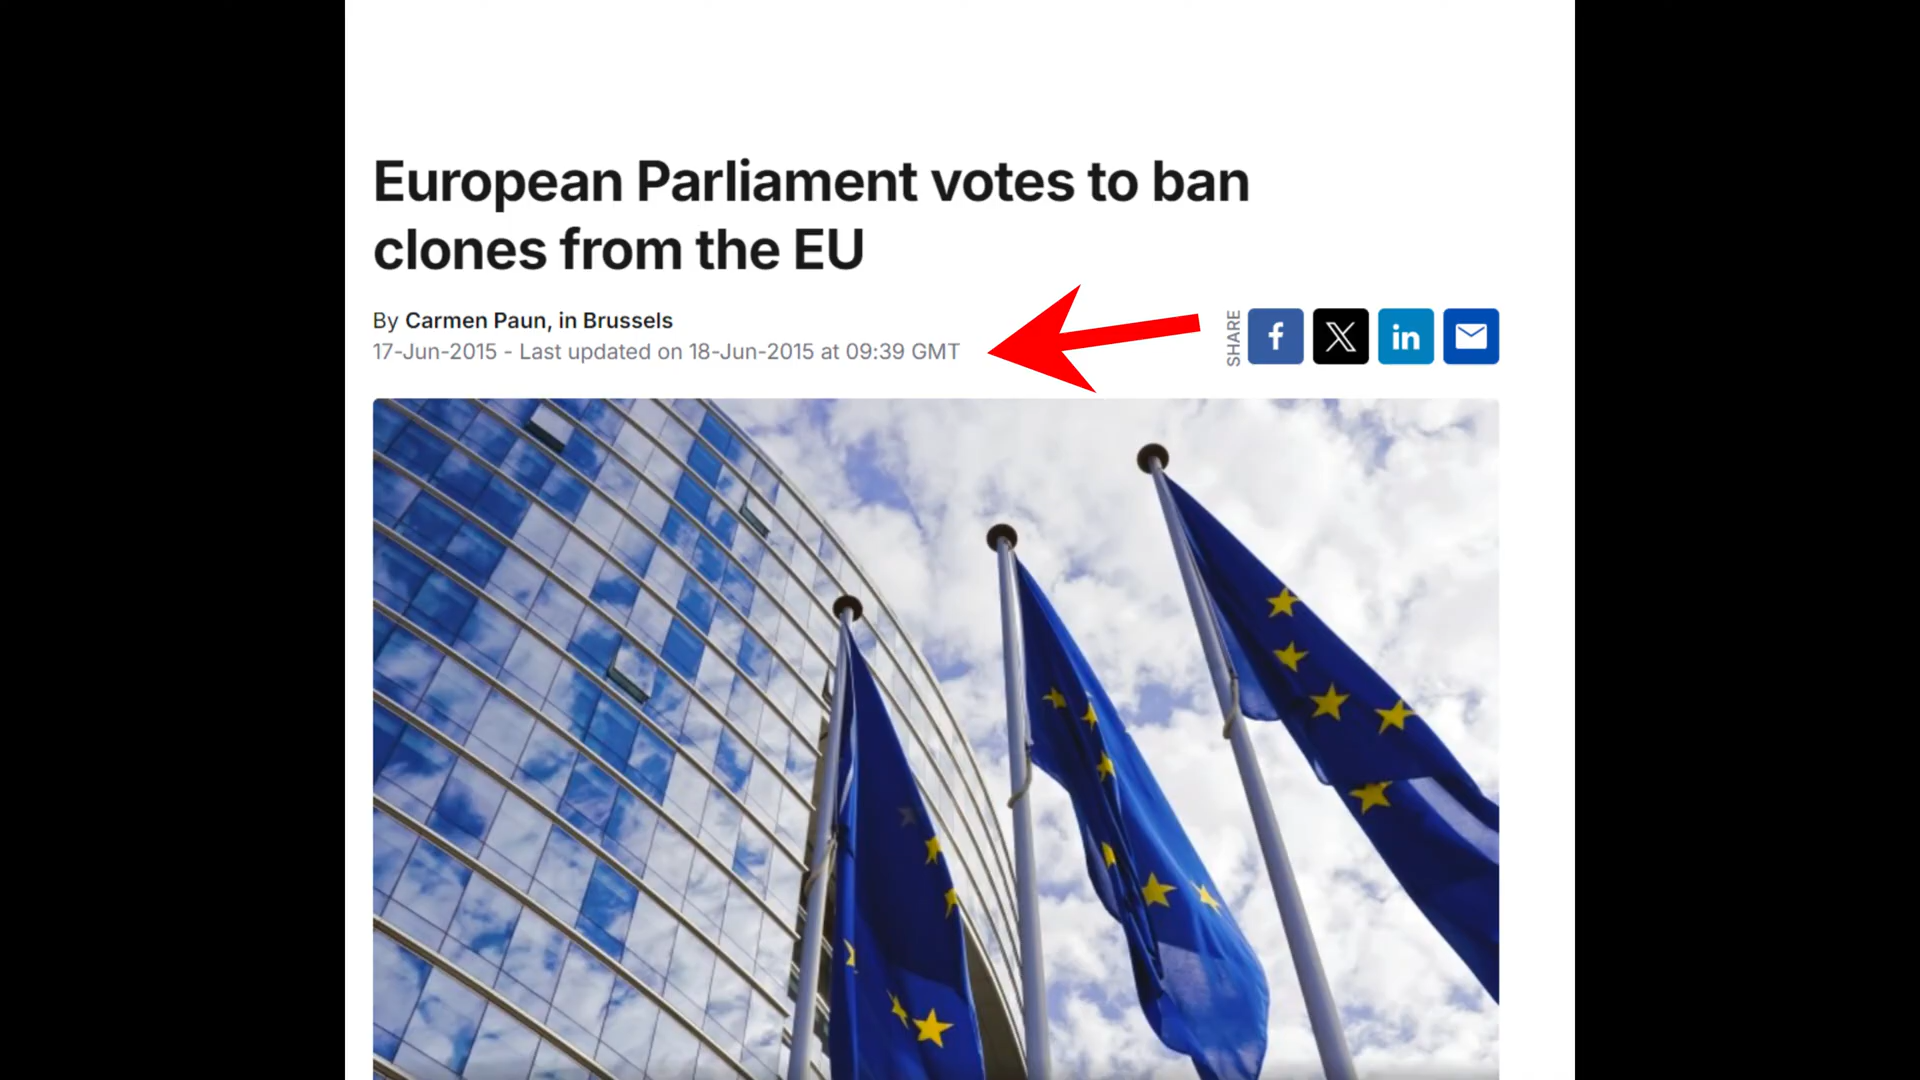 European Parliament votes to ban
clones from the EU
By Carmen Paun, in Brussels
17-Jun-2015 - Last updated on 18-Jun-2015 at 09:39 GMT
SHARE